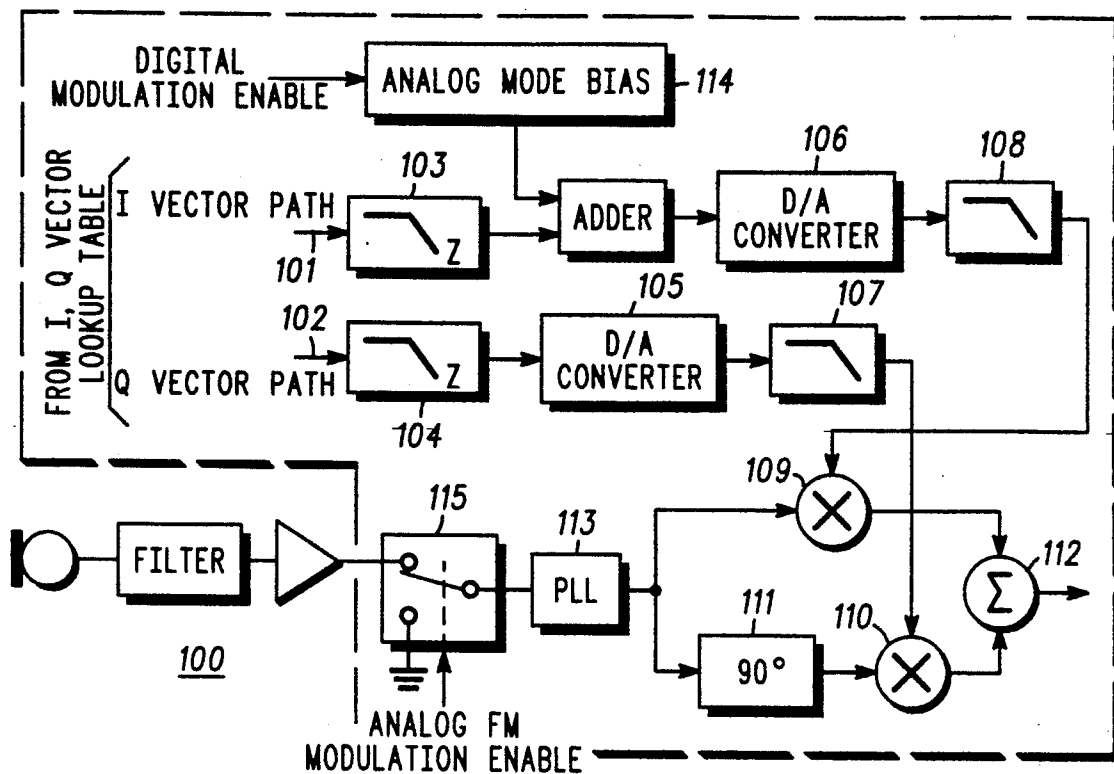 DIGITAL
MODULATION ENABLE
ANALOG MODE BIAS
114
FROM I, Q VECTOR
LOOKUP TABLE
I VECTOR PATH
101
103
Z
ADDER
106
D/A
CONVERTER
108
102
Q VECTOR PATH
Z
104
105
D/A
CONVERTER
107
109
115
113
112
FILTER
PLL
Σ
111
110
90°
100
ANALOG FM
MODULATION ENABLE